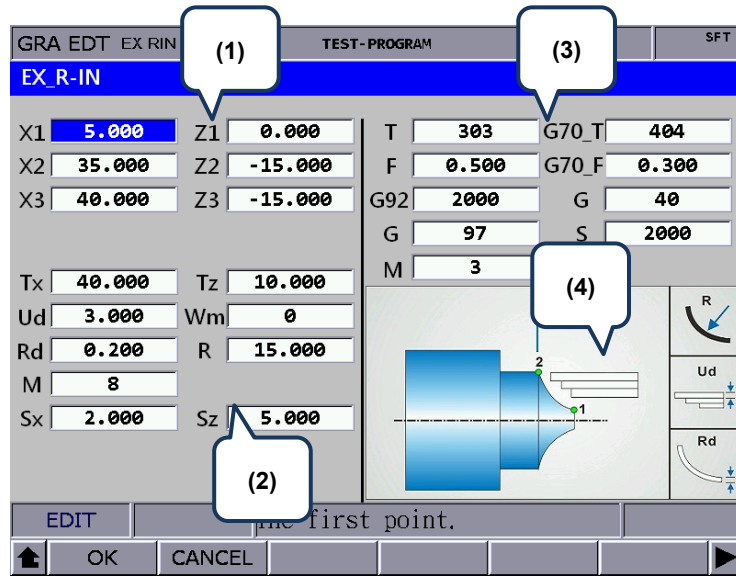 GRA EDT EX RIN TEST-PROGRAM SFT
(1)
(3)
EX_R-IN
X1 5.000 Z1 0.000 T 303 G70_T 404
X2 35.000 Z2 -15.000 F 0.500 G70_F 0.300
X3 40.000 Z3 -15.000 G92 2000 G 40
G 97 S 2000
M 3
(4)
Tx 40.000 Tz 10.000
Ud 3.000 Wm 0
Rd 0.200 R 15.000
M 8
Sx 2.000 Sz 5.000
(2)
R
2
1
Ud
Rd
EDIT first point.
OK CANCEL